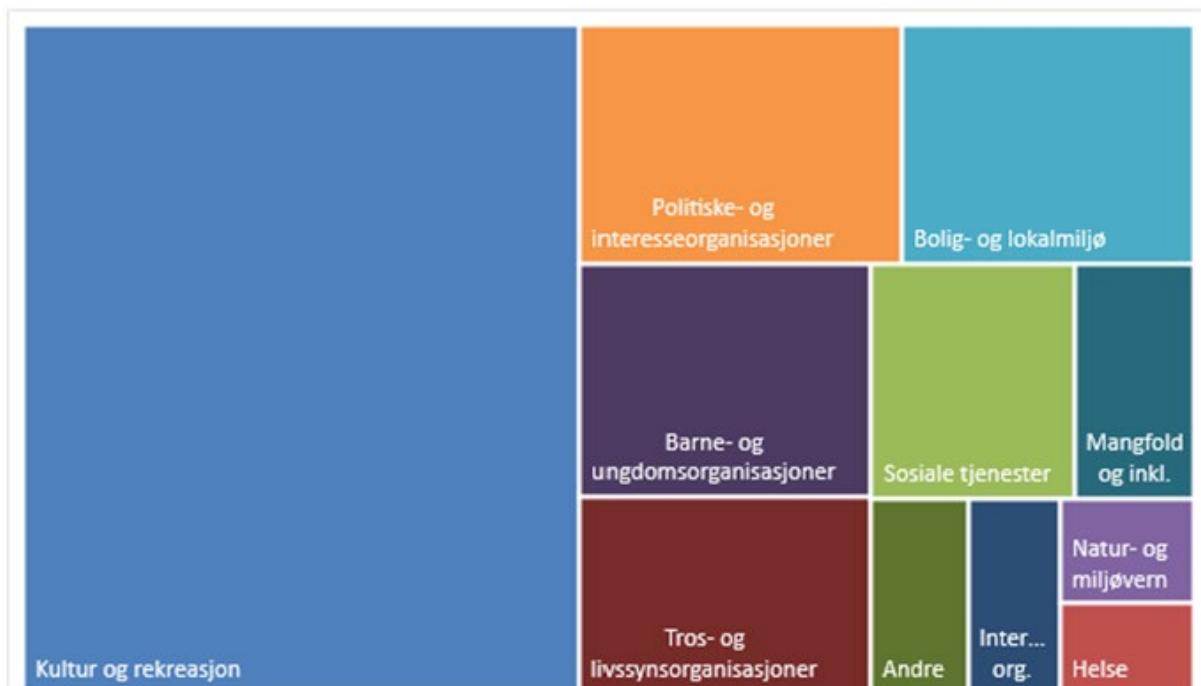 Kultur og rekreasjon
Politiske- og
interesseorganisasjoner
Bolig- og lokalmiljø
Barne- og
ungdomsorganisasjoner
Sosiale tjenester
Mangfold
og inkl.
Tros- og
livssynsorganisasjoner
Andre
Inter...
org.
Natur- og
miljøvern
Helse